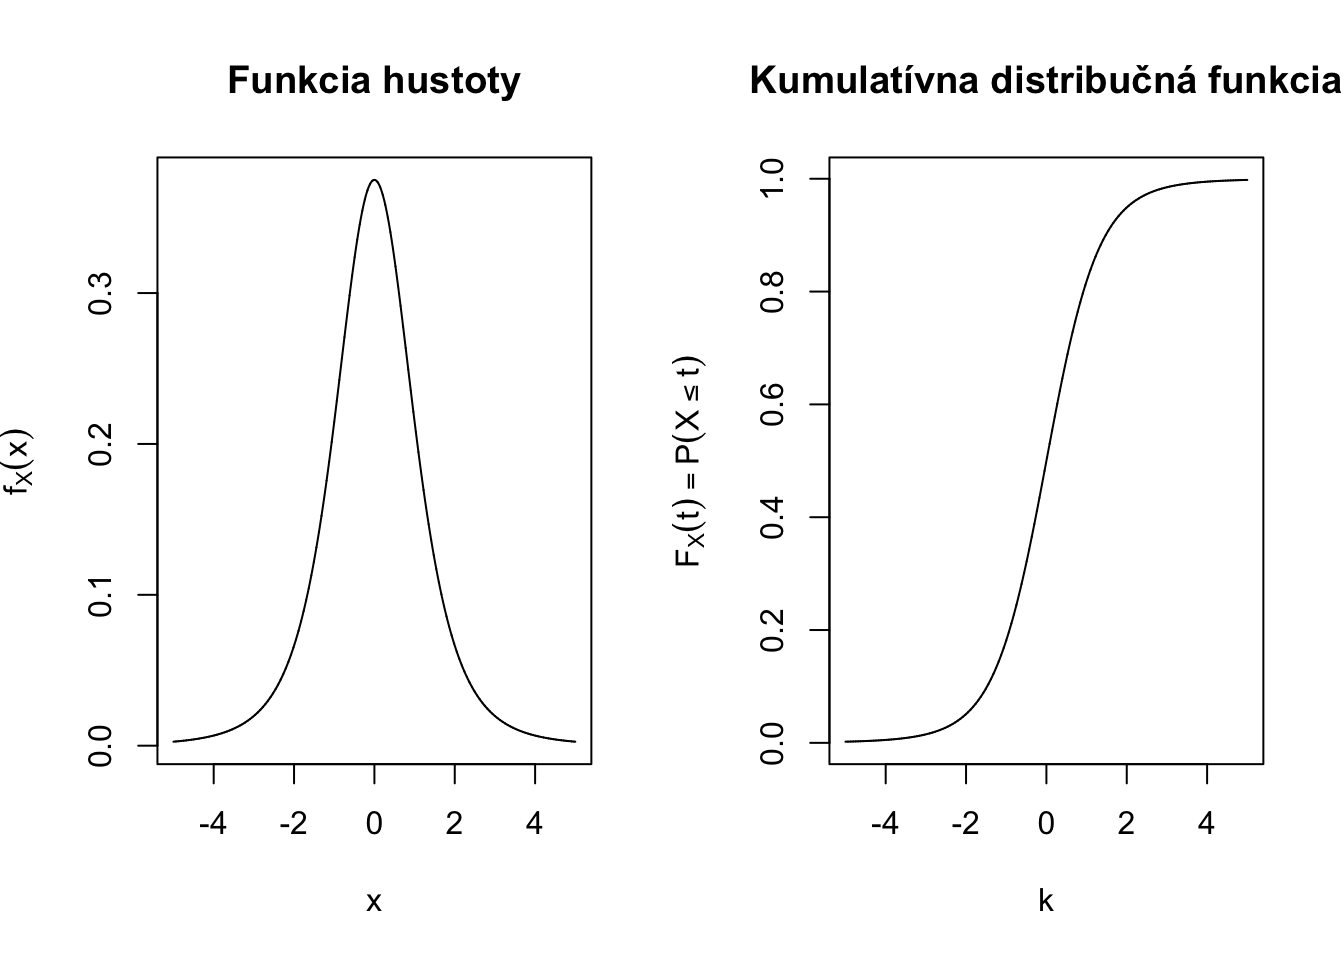 Funkcia hustoty
fX(x)
0.0 0.1 0.2 0.3
-4 -2 0 2 4
x
Kumulatívna distribučná funkcia
FX(t) = P(X ≤ t)
0.0 0.2 0.4 0.6 0.8 1.0
-4 -2 0 2 4
k